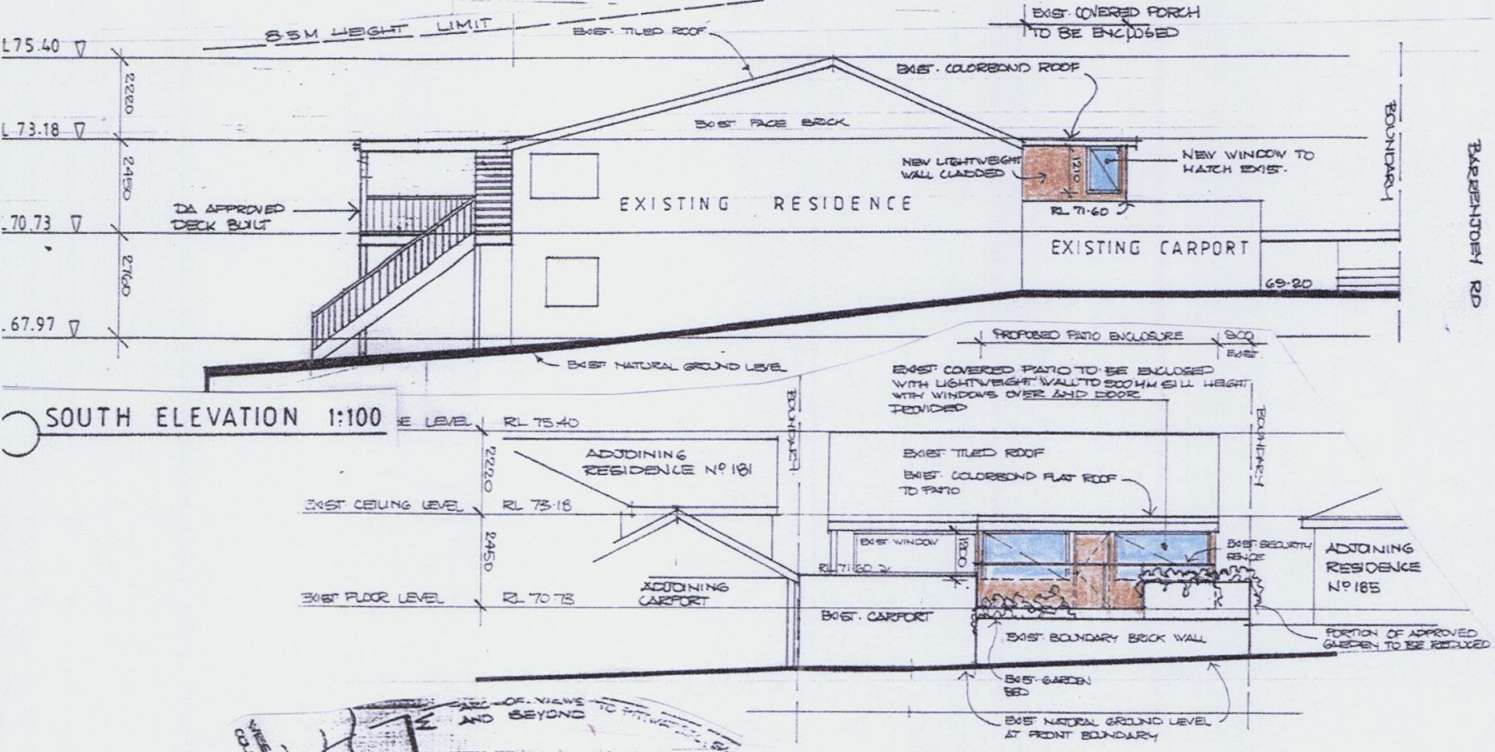 8.5M HEIGHT LIMIT
EXIST. TILED ROOF
EXIST. COVERED PORCH
TO BE ENCLOSED
L 75.40
2220
EXIST. COLORBOND ROOF
EXIST. FACE BRICK
L 73.18
2450
NEW LIGHTWEIGHT
WALL CLADDED
1210
NEW WINDOW TO
MATCH EXIST.
BOUNDARY
BARRENJOEY RD
DA APPROVED
DECK BUILT
EXISTING RESIDENCE
RL 71.60
L 70.73
2760
EXISTING CARPORT
69.20
. 67.97
EXIST NATURAL GROUND LEVEL
SOUTH ELEVATION 1:100
PROPOSED PATIO ENCLOSURE
900
EXIST.
EXIST COVERED PATIO TO BE ENCLOSED
WITH LIGHTWEIGHT WALL TO 900MM SILL HEIGHT
WITH WINDOWS OVER AND DOOR
PROVIDED
GE LEVEL RL 75.40
2220
ADJOINING
RESIDENCE Nº 181
BOUNDARY
BOUNDARY
EXIST TILED ROOF
EXIST. COLORBOND FLAT ROOF
TO PATIO
EXIST CEILING LEVEL RL 73.18
2450
EXIST WINDOW
1200
EXIST SECURITY
FENCE
ADJOINING
RESIDENCE
Nº 185
RL 71.60
ADJOINING
CARPORT
EXIST FLOOR LEVEL RL 70.73
EXIST. CARPORT
EXIST. BOUNDARY BRICK WALL
PORTION OF APPROVED
GARDEN TO BE REDUCED
EXIST GARDEN
BED
EXIST NATURAL GROUND LEVEL
AT FRONT BOUNDARY
ARC OF VIEWS TO
AND BEYOND